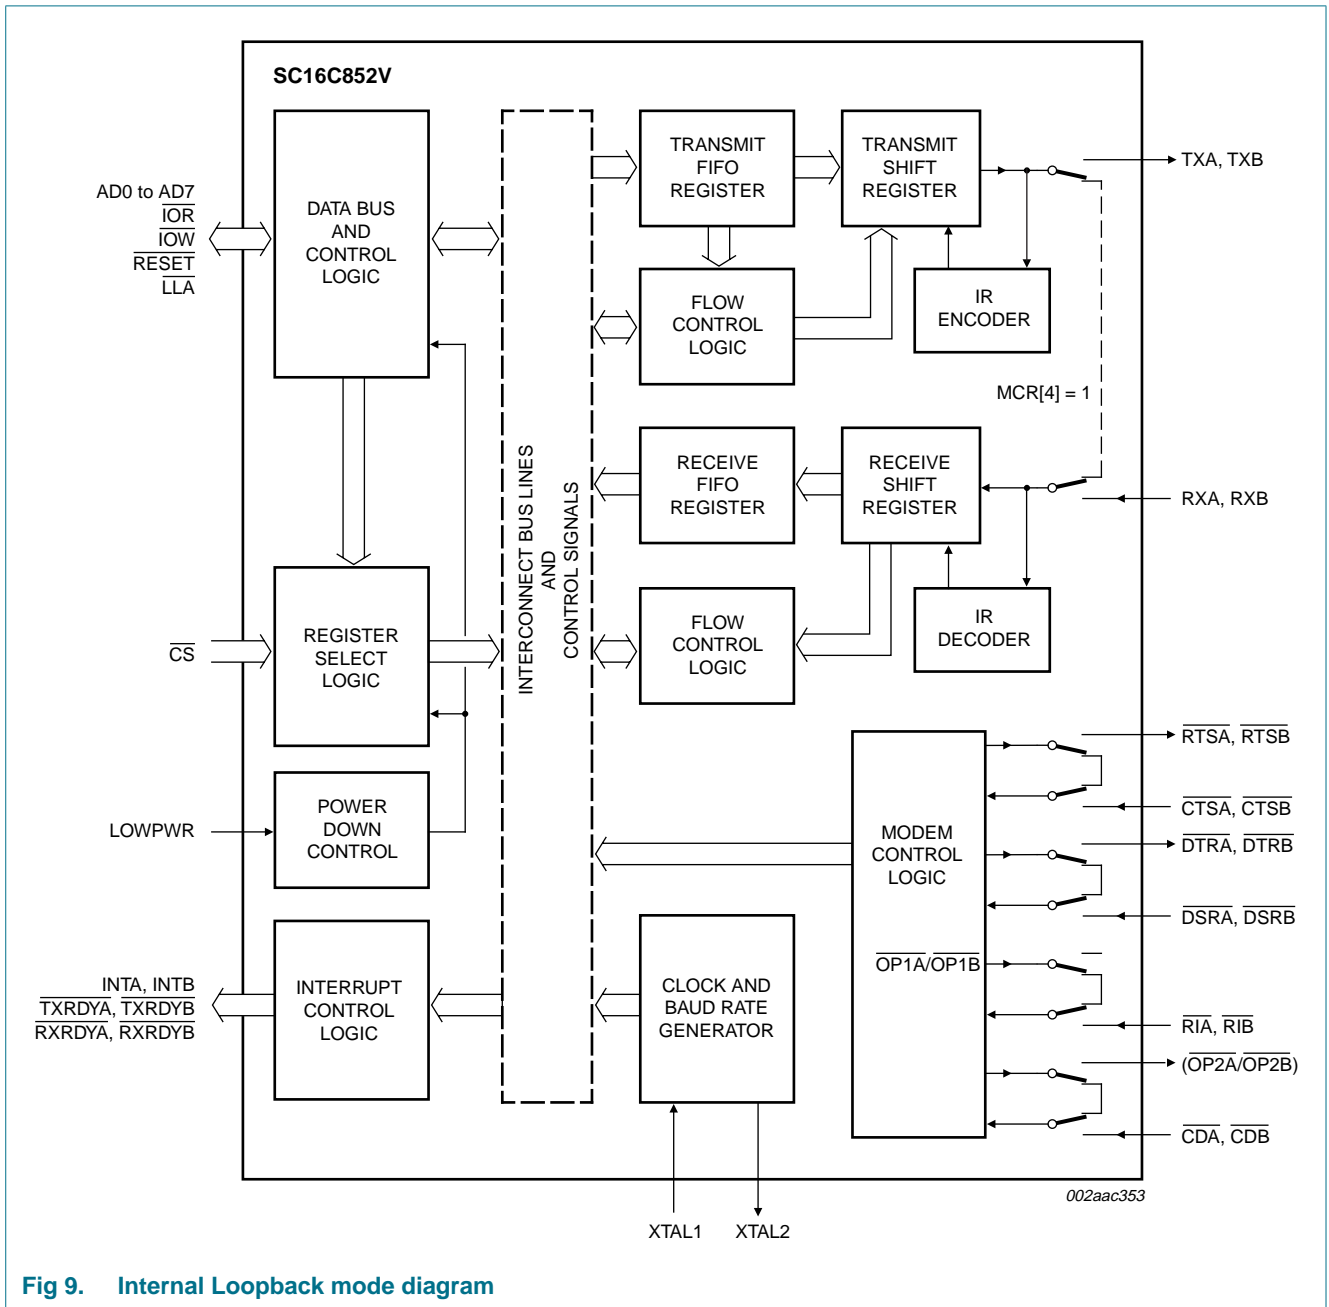 SC16C852V
AD0 to AD7
IOR
IOW
RESET
LLA
DATA BUS
AND
CONTROL
LOGIC
TRANSMIT
FIFO
REGISTER
TRANSMIT
SHIFT
REGISTER
TXA, TXB
FLOW
CONTROL
LOGIC
IR
ENCODER
MCR[4] = 1
INTERCONNECT BUS LINES
AND
CONTROL SIGNALS
RECEIVE
FIFO
REGISTER
RECEIVE
SHIFT
REGISTER
RXA, RXB
CS
REGISTER
SELECT
LOGIC
FLOW
CONTROL
LOGIC
IR
DECODER
LOWPWR
POWER
DOWN
CONTROL
MODEM
CONTROL
LOGIC
OP1A/OP1B
RTSA, RTSB
CTSA, CTSB
DTRA, DTRB
DSRA, DSRB
RIA, RIB
(OP2A/OP2B)
CDA, CDB
INTA, INTB
TXRDYA, TXRDYB
RXRDYA, RXRDYB
INTERRUPT
CONTROL
LOGIC
CLOCK AND
BAUD RATE
GENERATOR
XTAL1
XTAL2
002aac353
Fig 9. Internal Loopback mode diagram